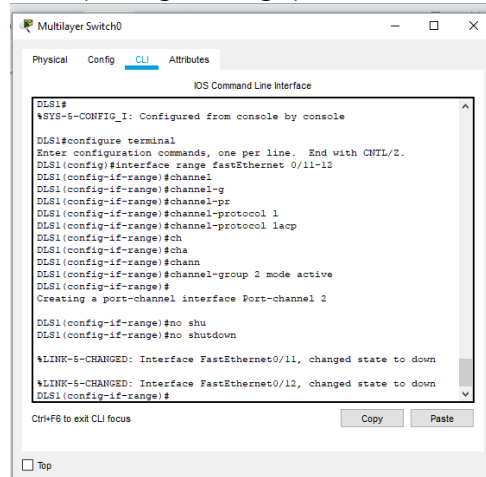 Multilayer Switch0
Physical Config CLI Attributes
IOS Command Line Interface
DLS1#
%SYS-5-CONFIG_I: Configured from console by console
DLS1#configure terminal
Enter configuration commands, one per line. End with CNTL/Z.
DLS1(config)#interface range fastEthernet 0/11-12
DLS1(config-if-range)#channel
DLS1(config-if-range)#channel-g
DLS1(config-if-range)#channel-pr
DLS1(config-if-range)#channel-protocol l
DLS1(config-if-range)#channel-protocol lacp
DLS1(config-if-range)#ch
DLS1(config-if-range)#cha
DLS1(config-if-range)#chann
DLS1(config-if-range)#channel-group 2 mode active
DLS1(config-if-range)#
Creating a port-channel interface Port-channel 2
DLS1(config-if-range)#no shu
DLS1(config-if-range)#no shutdown
%LINK-5-CHANGED: Interface FastEthernet0/11, changed state to down
%LINK-5-CHANGED: Interface FastEthernet0/12, changed state to down
DLS1(config-if-range)#
Ctrl+F6 to exit CLI focus
Copy Paste
Top